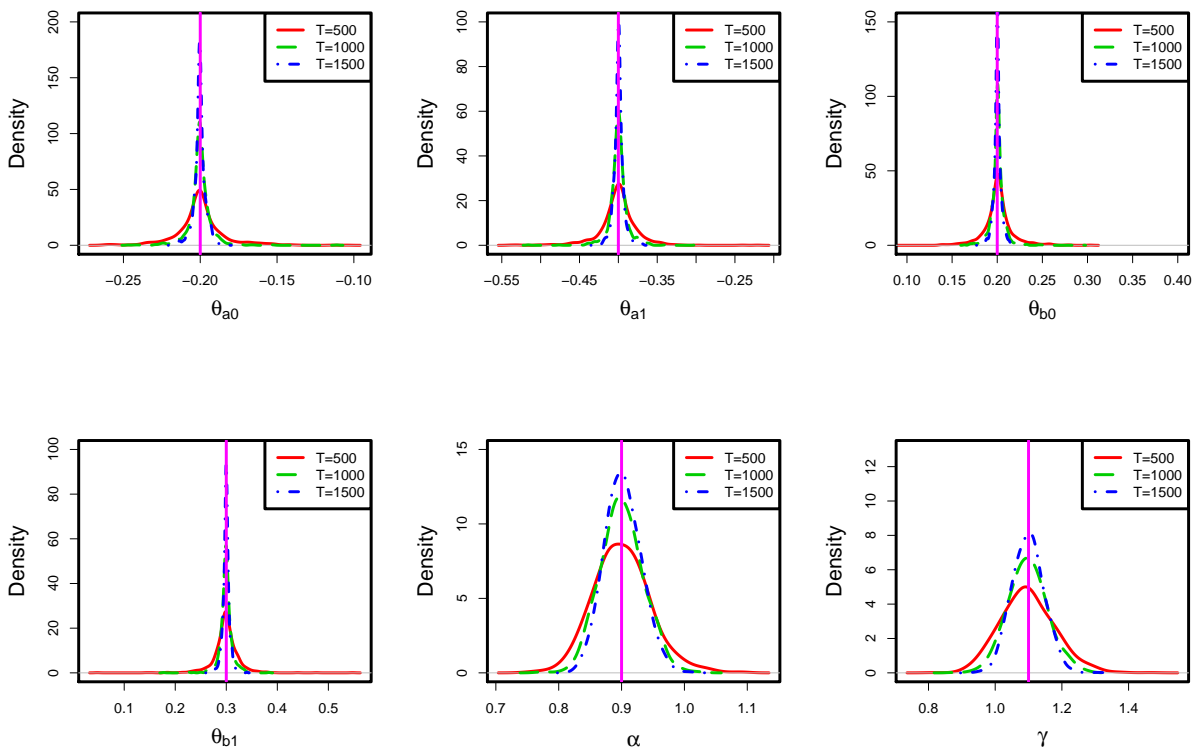 T=500
T=1000
T=1500
Density
0 50 100 150 200
−0.25 −0.20 −0.15 −0.10
θa0
T=500
T=1000
T=1500
Density
0 20 40 60 80 100
−0.55 −0.45 −0.35 −0.25
θa1
T=500
T=1000
T=1500
Density
0 50 100 150
0.10 0.15 0.20 0.25 0.30 0.35 0.40
θb0
T=500
T=1000
T=1500
Density
0 20 40 60 80 100
0.1 0.2 0.3 0.4 0.5
θb1
T=500
T=1000
T=1500
Density
0 5 10 15
0.7 0.8 0.9 1.0 1.1
α
T=500
T=1000
T=1500
Density
0 2 4 6 8 10 12
0.8 1.0 1.2 1.4
γ